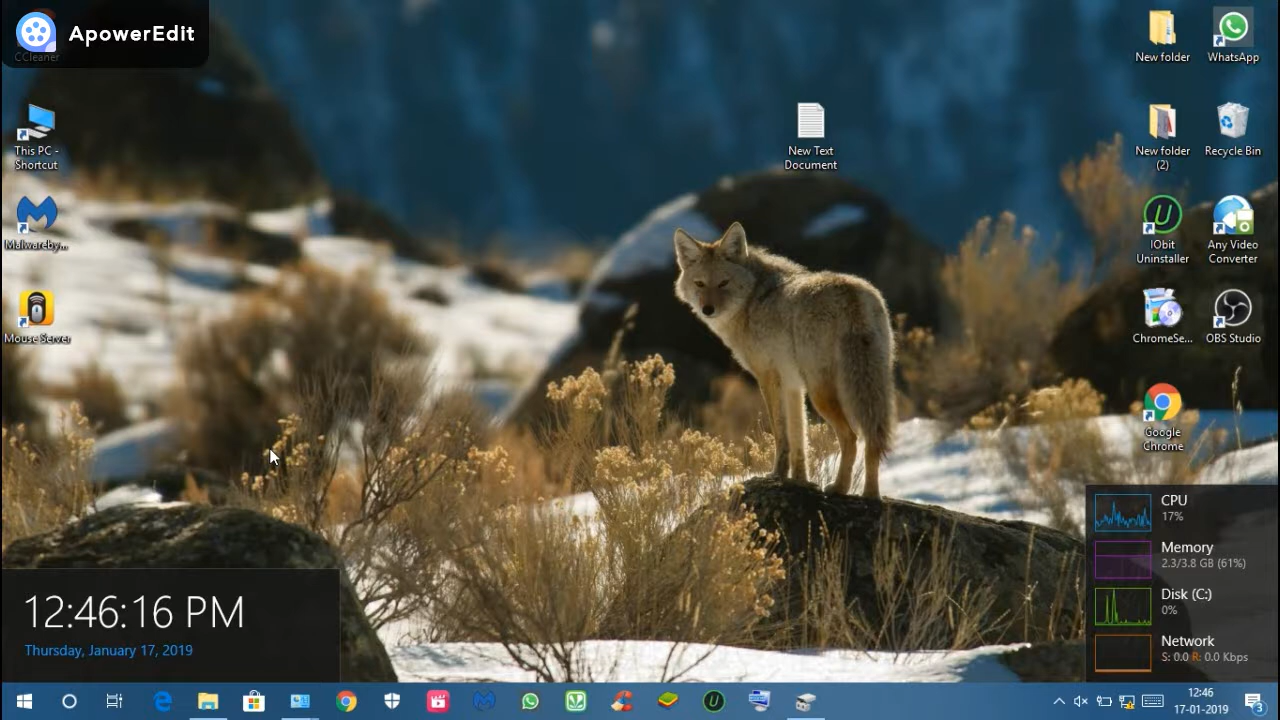 ApowerEdit
CCleaner
This PC -
Shortcut
Malwareby...
Mouse Server
New Text
Document
New folder
WhatsApp
New folder
(2)
Recycle Bin
IObit
Uninstaller
Any Video
Converter
ChromeSe...
OBS Studio
Google
Chrome
12:46:16 PM
Thursday, January 17, 2019
CPU
17%
Memory
2.3/3.8 GB (61%)
Disk (C:)
0%
Network
S: 0.0 R: 0.0 Kbps
12:46
17-01-2019
3